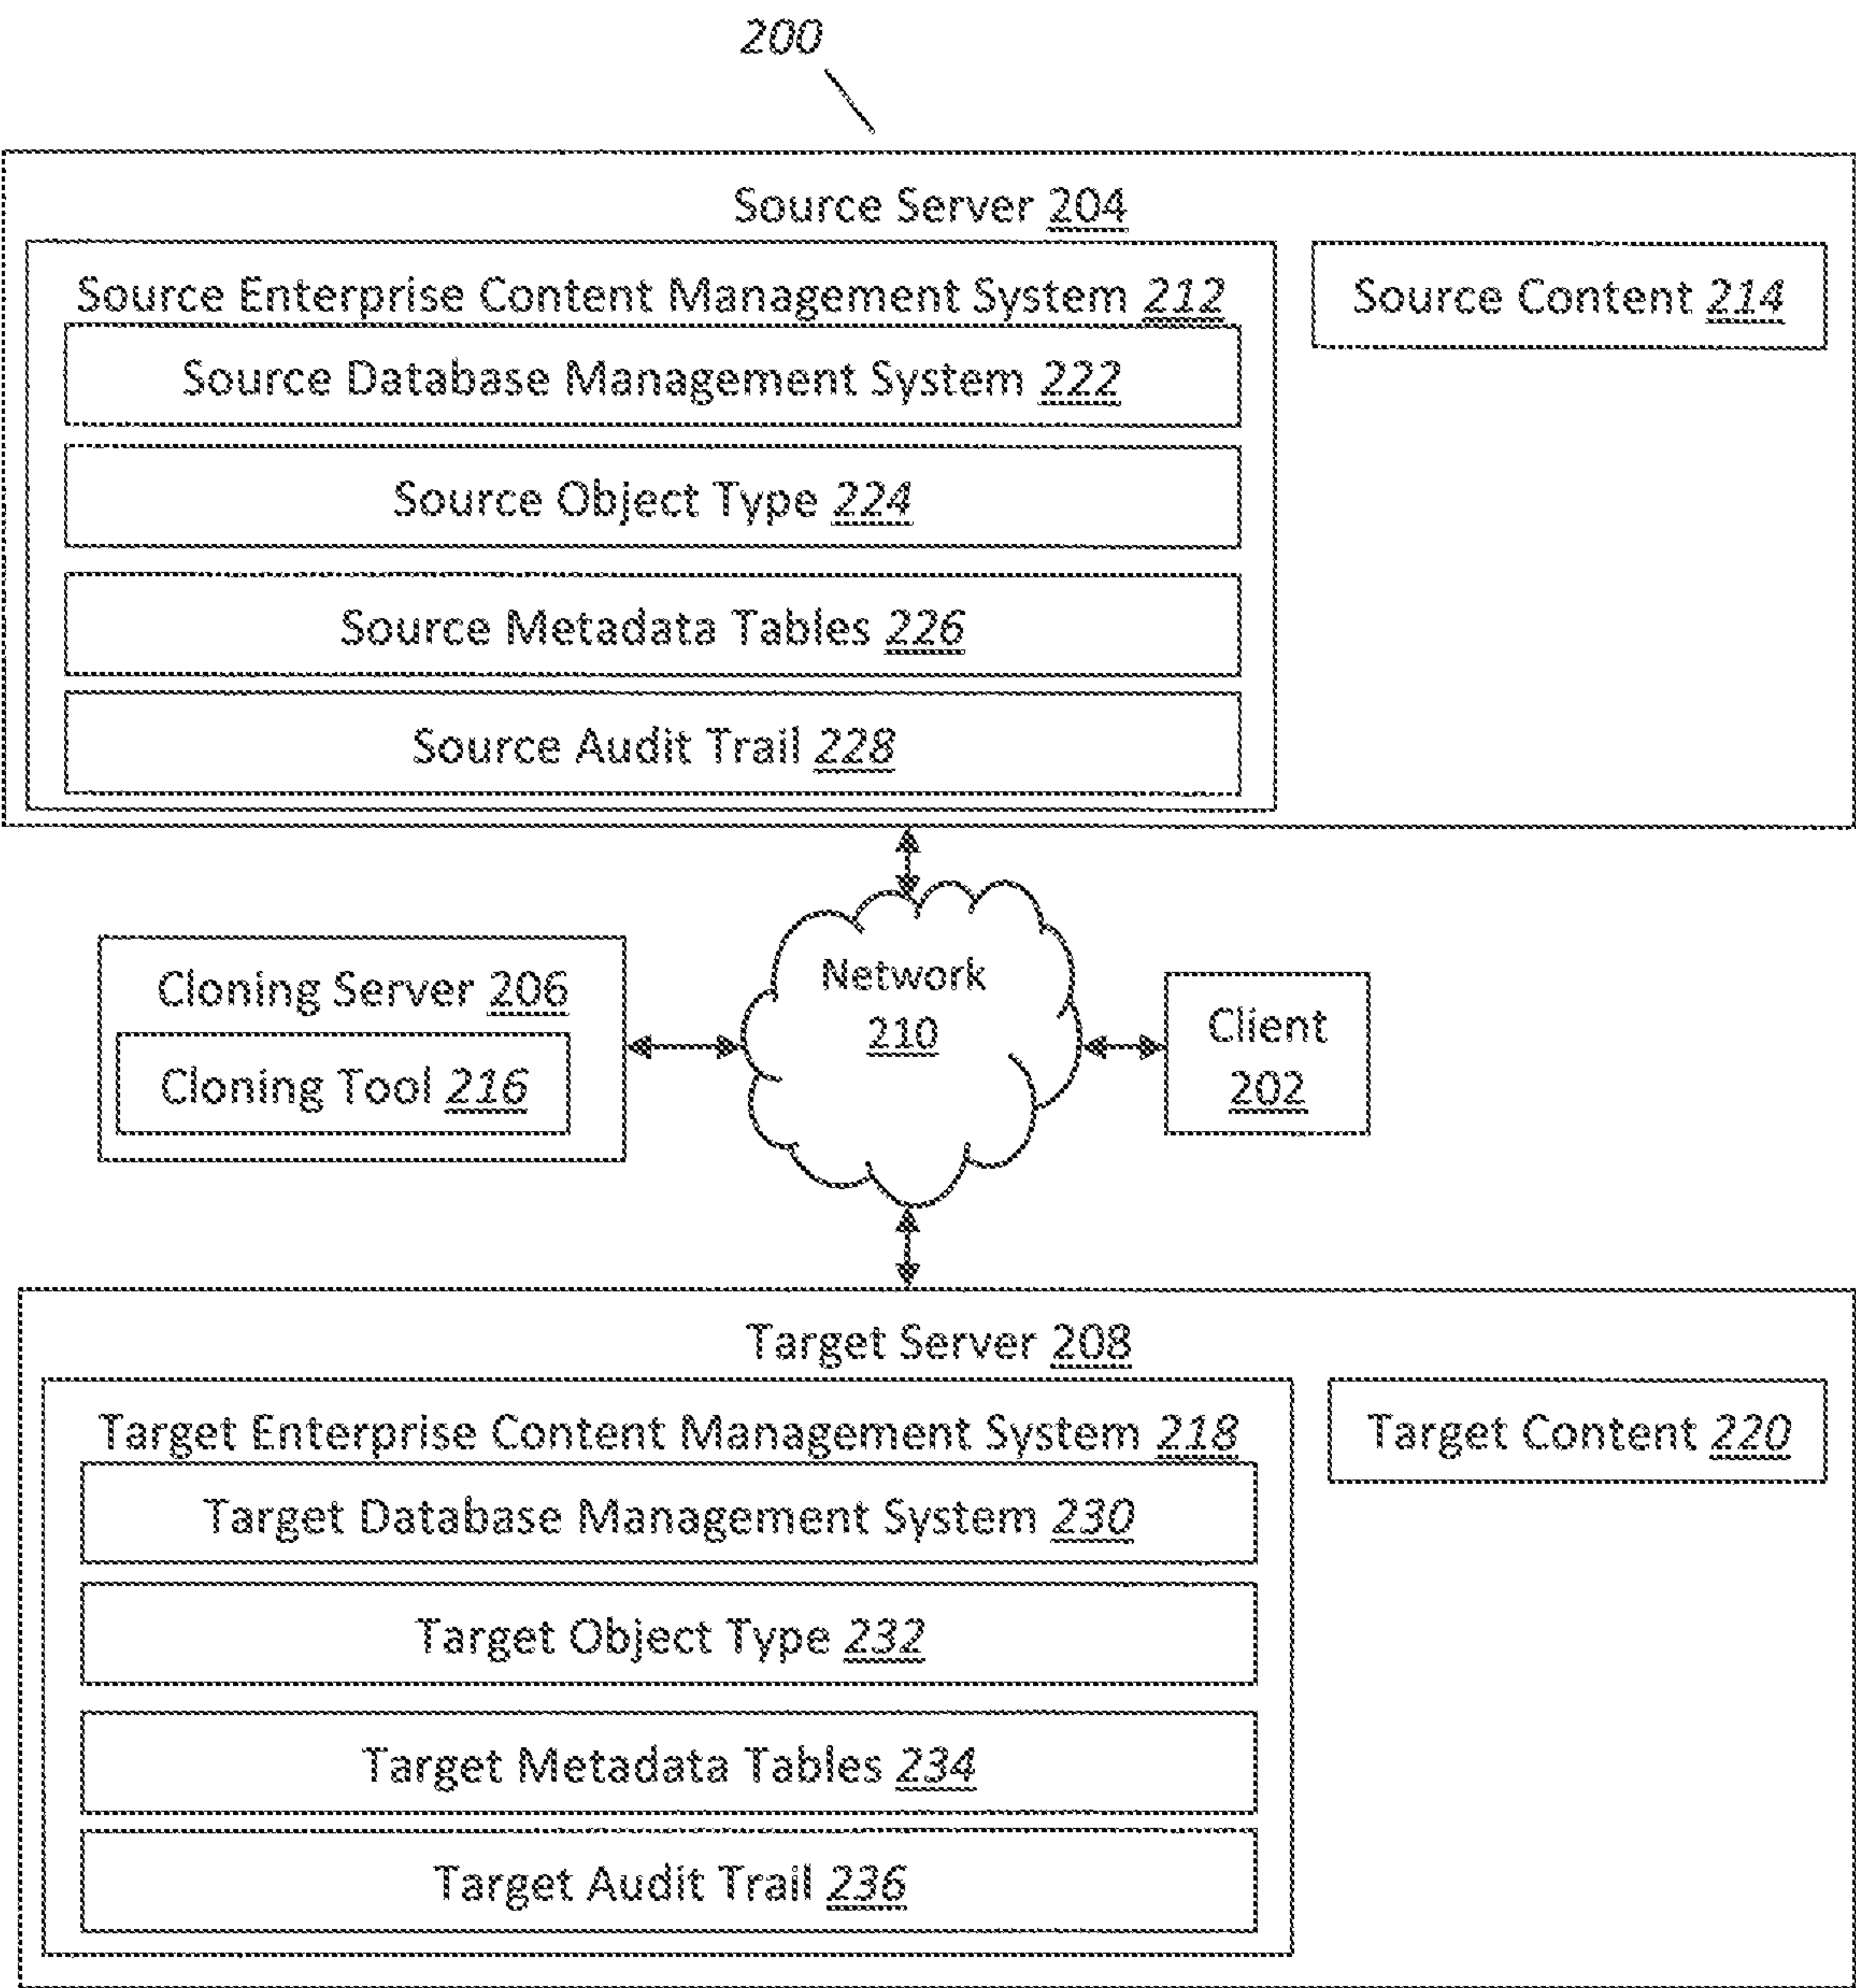 200
Source Server 204
Source Enterprise Content Management System 212
Source Content 214
Source Database Management System 222
Source Object Type 224
Source Metadata Tables 226
Source Audit Trail 228
Cloning Server 206
Cloning Tool 216
Network
210
Client
202
Target Server 208
Target Enterprise Content Management System 218
Target Content 220
Target Database Management System 230
Target Object Type 232
Target Metadata Tables 234
Target Audit Trail 236